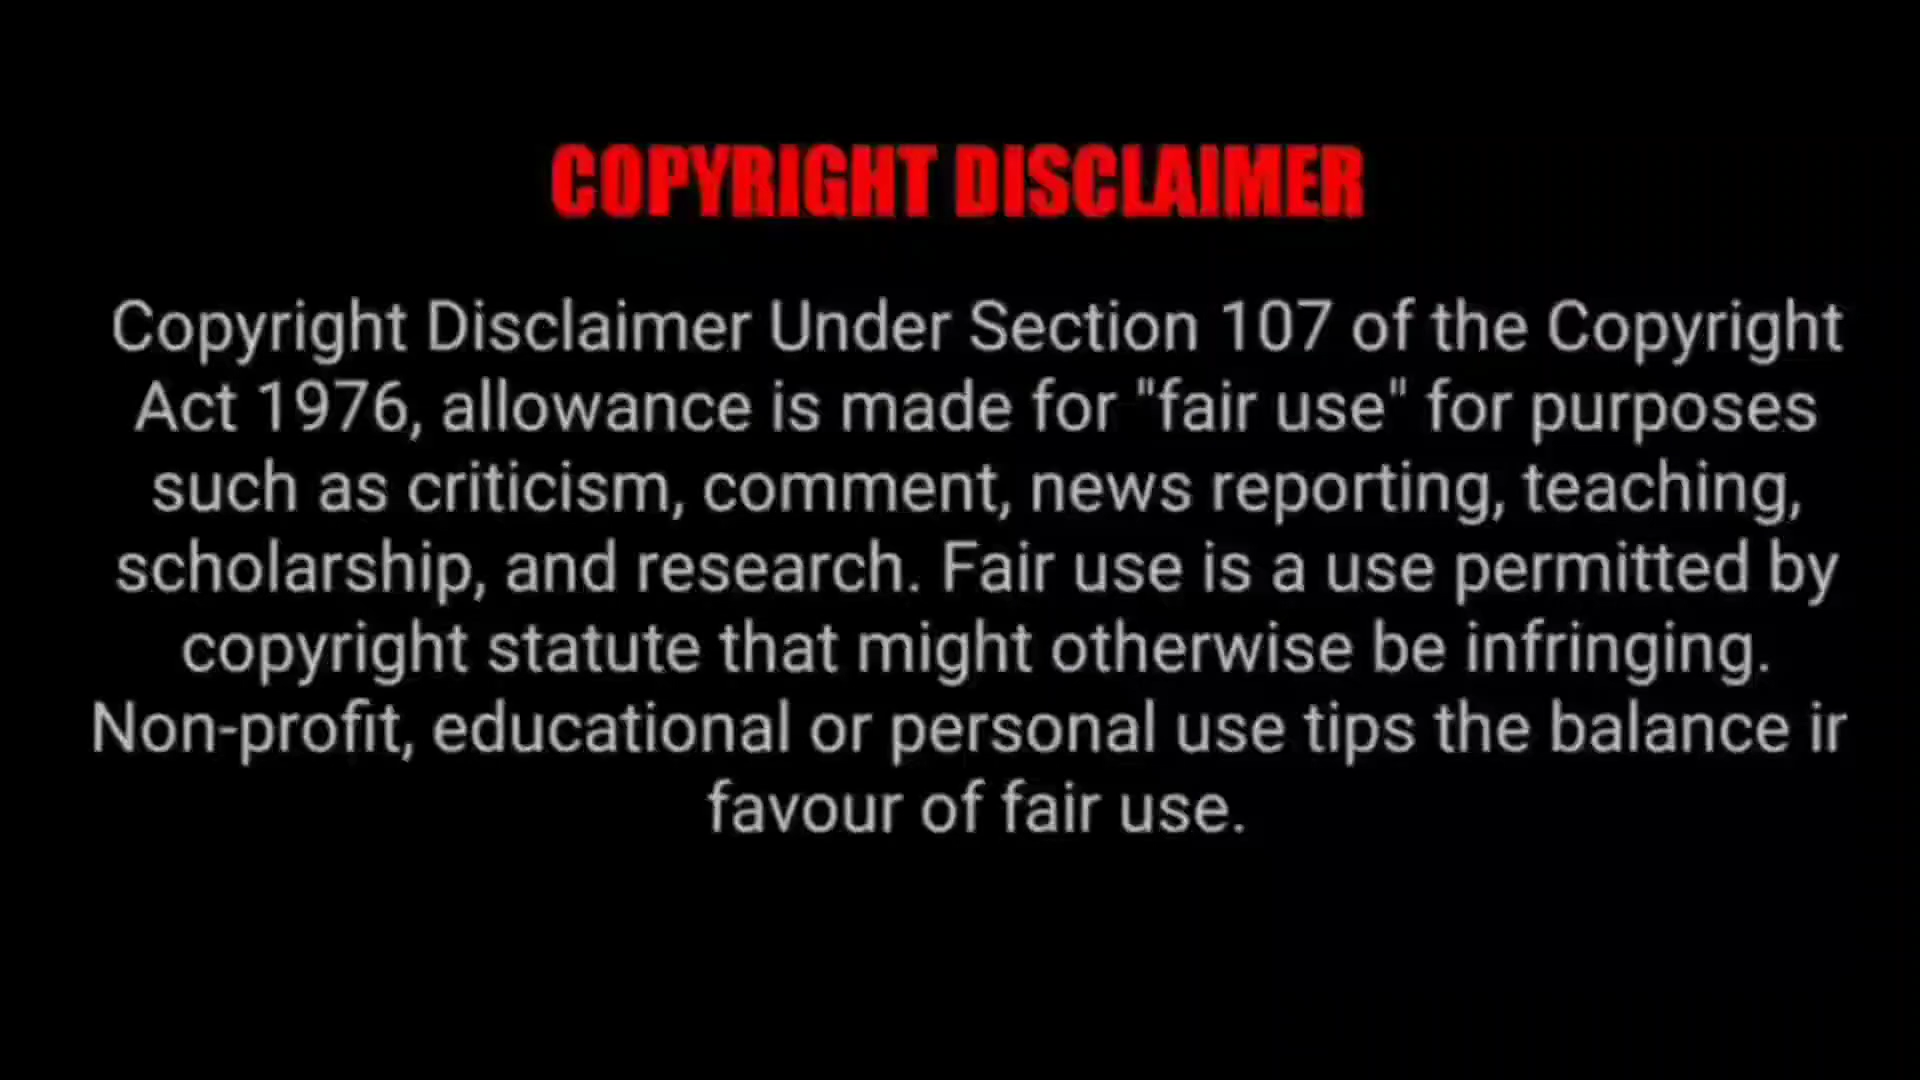 COPYRIGHT DISCLAIMER
Copyright Disclaimer Under Section 107 of the Copyright
Act 1976, allowance is made for "fair use" for purposes
such as criticism, comment, news reporting, teaching,
scholarship, and research. Fair use is a use permitted by
copyright statute that might otherwise be infringing.
Non-profit, educational or personal use tips the balance ir
favour of fair use.